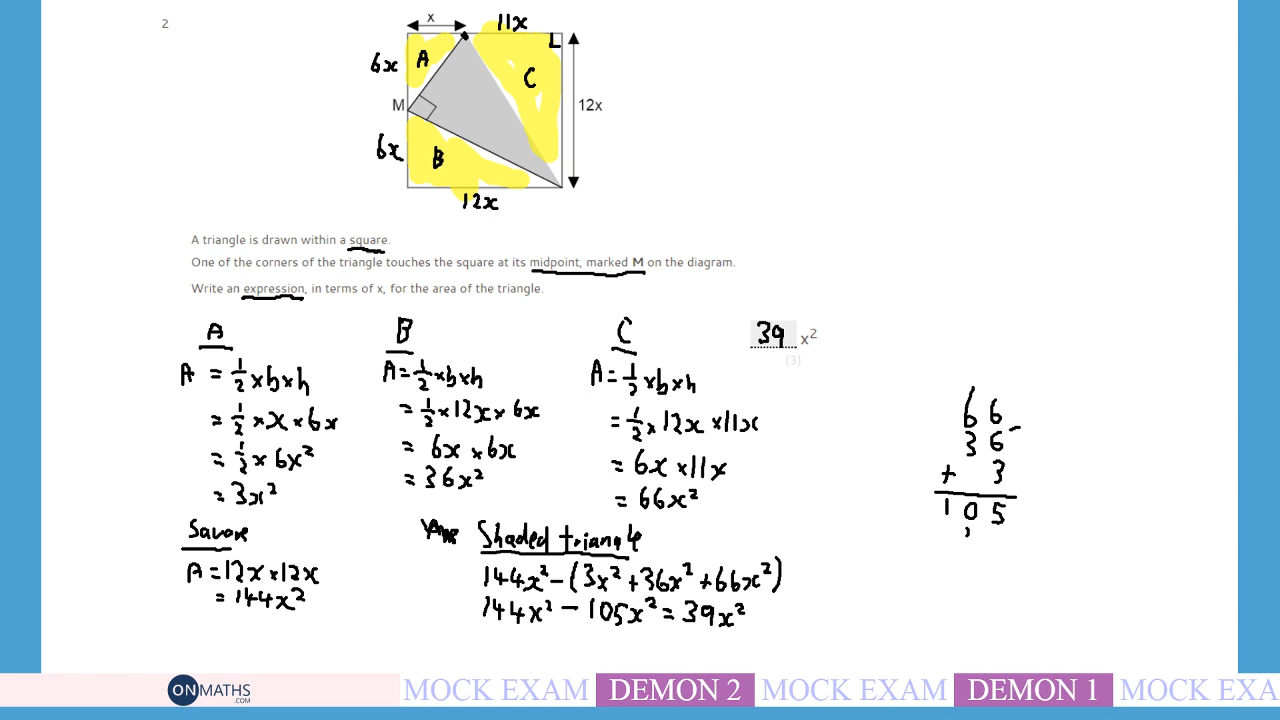 2
x
11x
6x
A
C
M
12x
6x
B
12x
A triangle is drawn within a square.
One of the corners of the triangle touches the square at its midpoint, marked M on the diagram.
Write an expression, in terms of x, for the area of the triangle.
39 x²
(3)
A
A = 1/2 × b × h
= 1/2 × x × 6x
= 1/2 × 6x²
= 3x²
B
A = 1/2 × b × h
= 1/2 × 12x × 6x
= 6x × 6x
= 36x²
C
A = 1/2 × b × h
= 1/2 × 12x × 11x
= 6x × 11x
= 66x²
66
36
+ 3
105
1
Square
A = 12x × 12x
= 144x²
Shaded triangle
144x² - (3x² + 36x² + 66x²)
144x² - 105x² = 39x²
ONMATHS
.COM
MOCK EXAM DEMON 2 MOCK EXAM DEMON 1 MOCK EXA